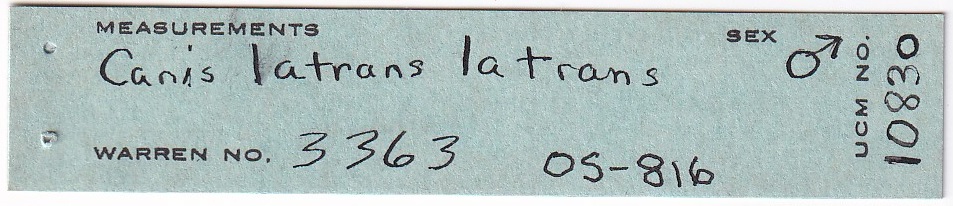 MEASUREMENTS
Canis latrans latrans
SEX ♂
WARREN NO. 3363
OS-816
UCM NO. 10830